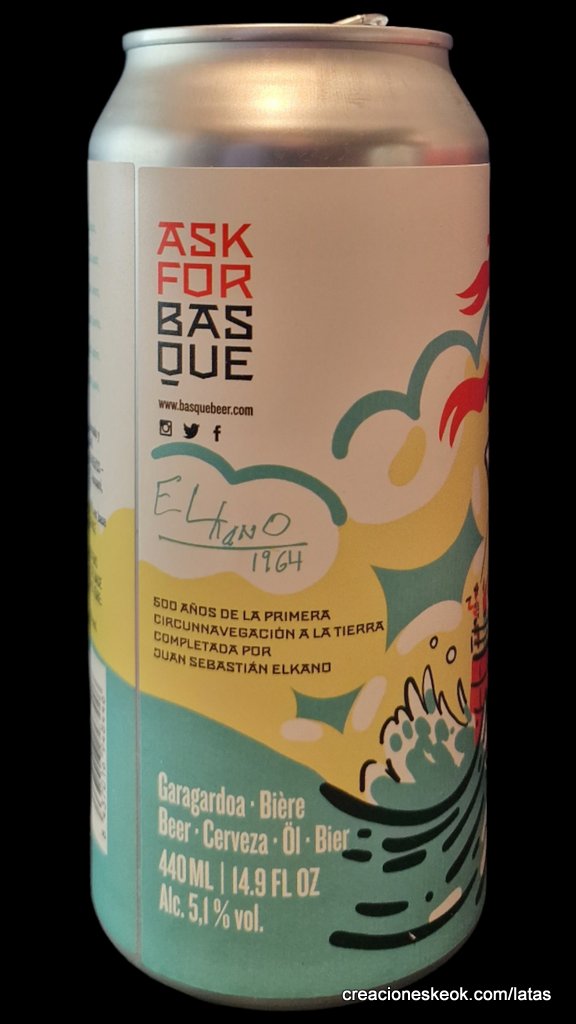 ASK
FOR
BAS
QUE
www.basquebeer.com
ELKANO
1964
500 AÑOS DE LA PRIMERA
CIRCUNNAVEGACIÓN A LA TIERRA
COMPLETADA POR
JUAN SEBASTIÁN ELKANO
Garagardoa · Bière
Beer · Cerveza · Öl · Bier
440 ML | 14.9 FL OZ
Alc. 5,1 % vol.
creacioneskeok.com/latas